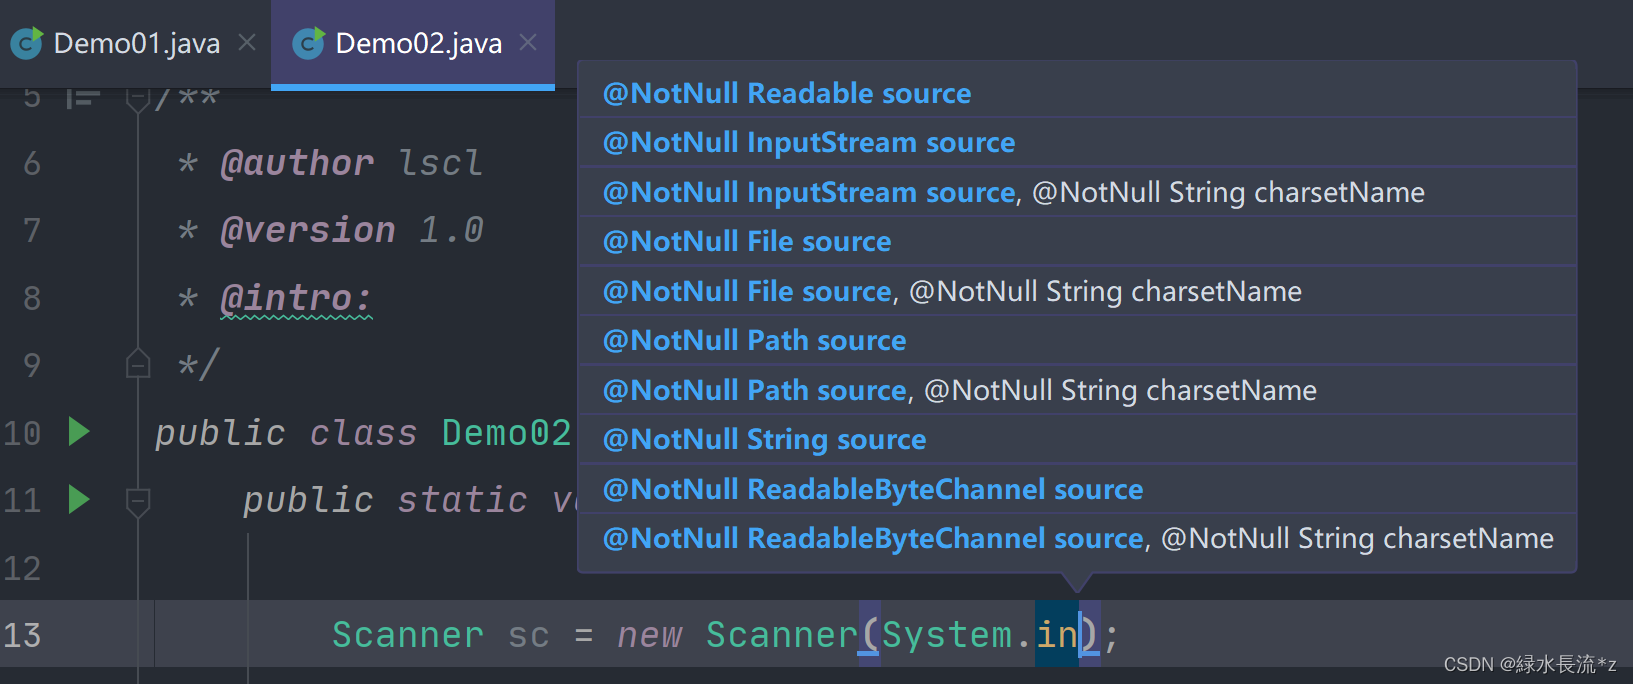 Demo01.java
Demo02.java
@NotNull Readable source
@NotNull InputStream source
@NotNull InputStream source, @NotNull String charsetName
@NotNull File source
@NotNull File source, @NotNull String charsetName
@NotNull Path source
@NotNull Path source, @NotNull String charsetName
@NotNull String source
@NotNull ReadableByteChannel source
@NotNull ReadableByteChannel source, @NotNull String charsetName
5 /**
6 * @author lscl
7 * @version 1.0
8 * @intro:
9 */
10 public class Demo02
11 public static
12
13 Scanner sc = new Scanner(System.in);
CSDN @緑水長流*z